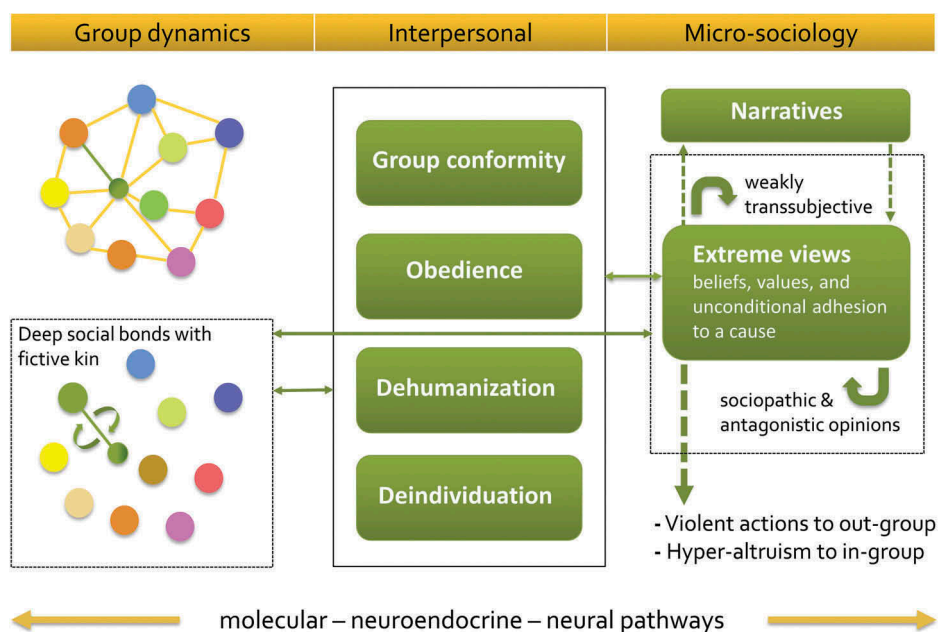 Group dynamics
Interpersonal
Micro-sociology
Group conformity
Obedience
Dehumanization
Deindividuation
Deep social bonds with
fictive kin
Narratives
weakly
transsubjective
Extreme views
beliefs, values, and
unconditional adhesion
to a cause
sociopathic &
antagonistic opinions
- Violent actions to out-group
- Hyper-altruism to in-group
molecular – neuroendocrine – neural pathways